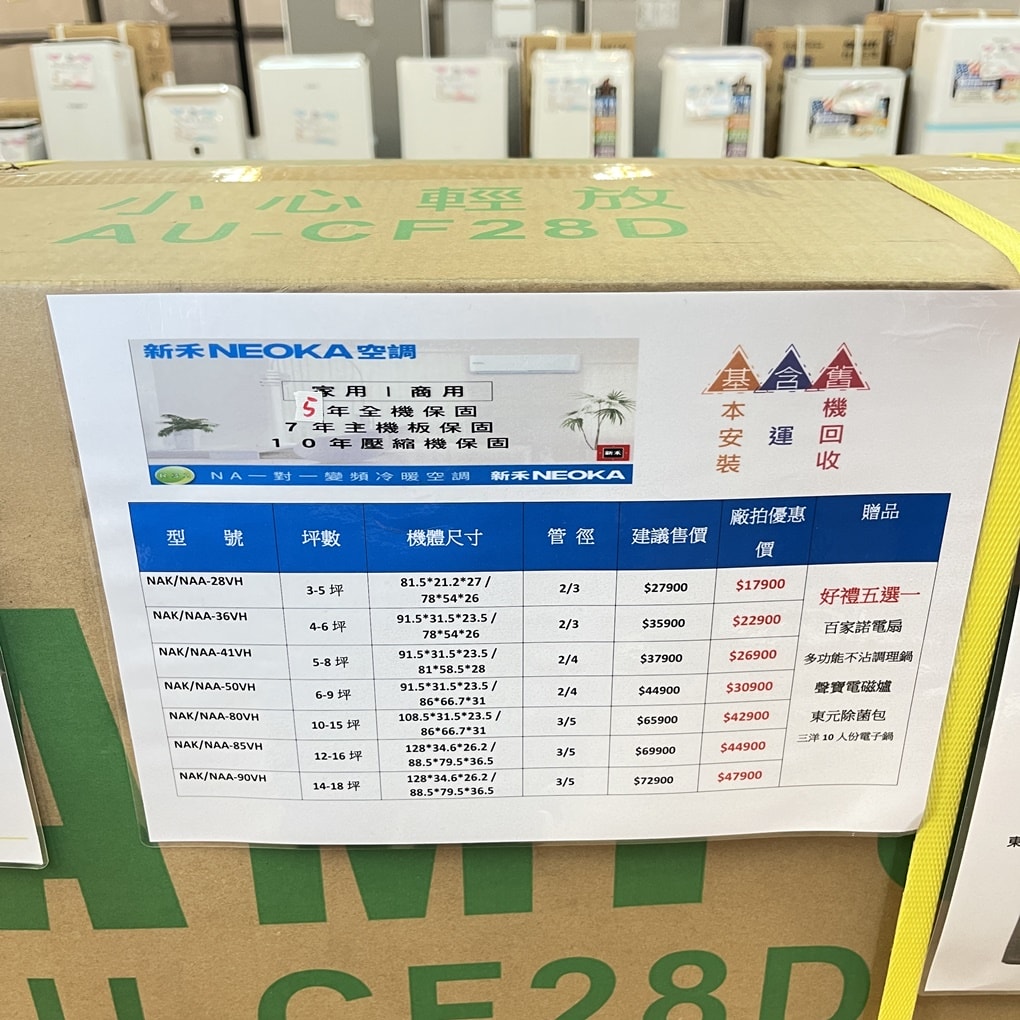 小心輕放
AU-CF28D
新禾NEOKA空調
家用 | 商用
5年全機保固
7年主機板保固
10年壓縮機保固
新禾
NA一對一變頻冷暖空調 新禾NEOKA
基 含 舊
本安裝 運 機回收
型 號 坪數 機體尺寸 管 徑 建議售價 廠拍優惠價 贈品
NAK/NAA-28VH 3-5 坪 81.5*21.2*27 / 78*54*26 2/3 $27900 $17900
NAK/NAA-36VH 4-6 坪 91.5*31.5*23.5 / 78*54*26 2/3 $35900 $22900
NAK/NAA-41VH 5-8 坪 91.5*31.5*23.5 / 81*58.5*28 2/4 $37900 $26900
NAK/NAA-50VH 6-9 坪 91.5*31.5*23.5 / 86*66.7*31 2/4 $44900 $30900
NAK/NAA-80VH 10-15 坪 108.5*31.5*23.5 / 86*66.7*31 3/5 $65900 $42900
NAK/NAA-85VH 12-16 坪 128*34.6*26.2 / 88.5*79.5*36.5 3/5 $69900 $44900
NAK/NAA-90VH 14-18 坪 128*34.6*26.2 / 88.5*79.5*36.5 3/5 $72900 $47900
好禮五選一
百家諾電扇
多功能不沾調理鍋
聲寶電磁爐
東元除菌包
三洋 10 人份電子鍋
東
AU-CF28D